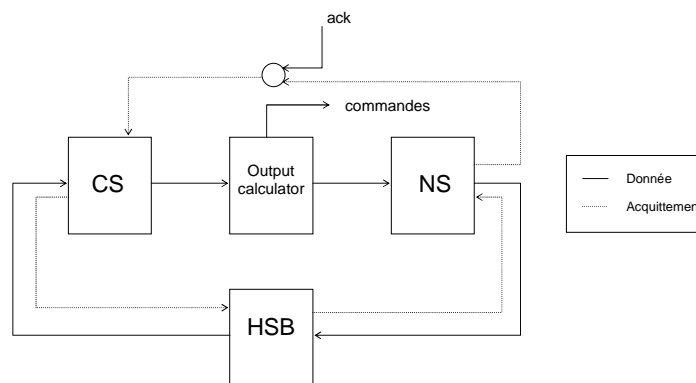 ack
commandes
CS
Output
calculator
NS
HSB
Donnée
Acquittemen